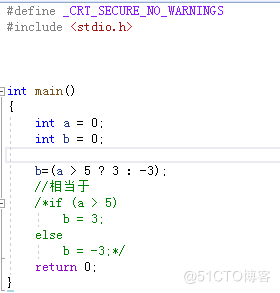 #define _CRT_SECURE_NO_WARNINGS
#include <stdio.h>
int main()
{
int a = 0;
int b = 0;
b=(a > 5 ? 3 : -3);
//相当于
/*if (a > 5)
b = 3;
else
b = -3;*/
return 0;
}
@51CTO博客